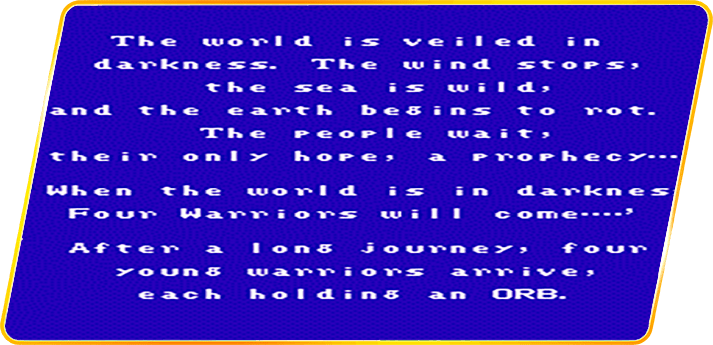 The world is veiled in
darkness. The wind stops,
the sea is wild,
and the earth begins to rot.
The people wait,
their only hope, a prophecy....
When the world is in darknes
Four Warriors will come....'
After a long journey, four
young warriors arrive,
each holding an ORB.